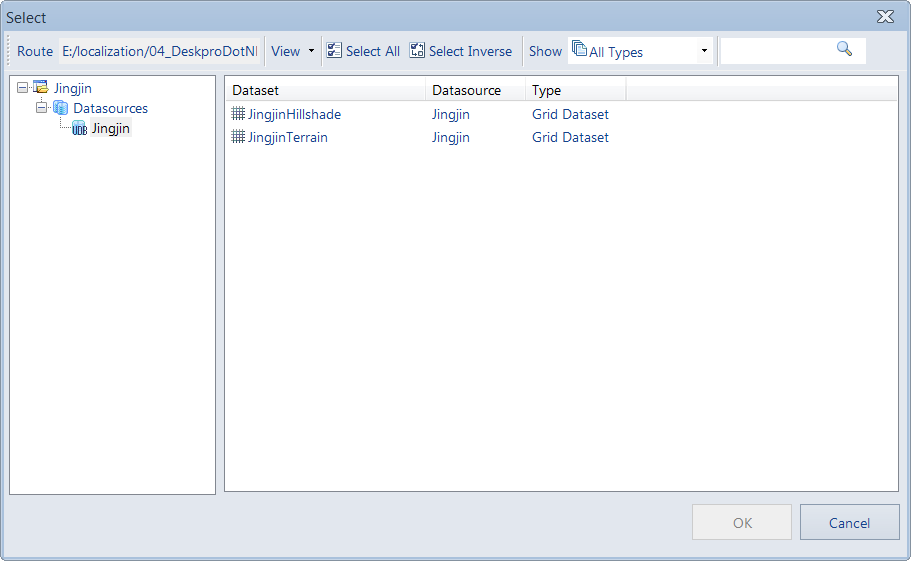 Select
Route E:/localization/04_DeskproDotN View Select All Select Inverse Show All Types
Jingjin
Datasources
UDB Jingjin
Dataset Datasource Type
JingjinHillshade Jingjin Grid Dataset
JingjinTerrain Jingjin Grid Dataset
OK Cancel